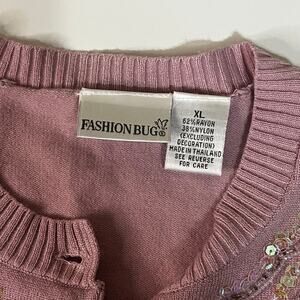 FASHION BUG®
XL
62% RAYON
38% NYLON
(EXCLUDING
DECORATION)
MADE IN THAILAND
SEE REVERSE
FOR CARE